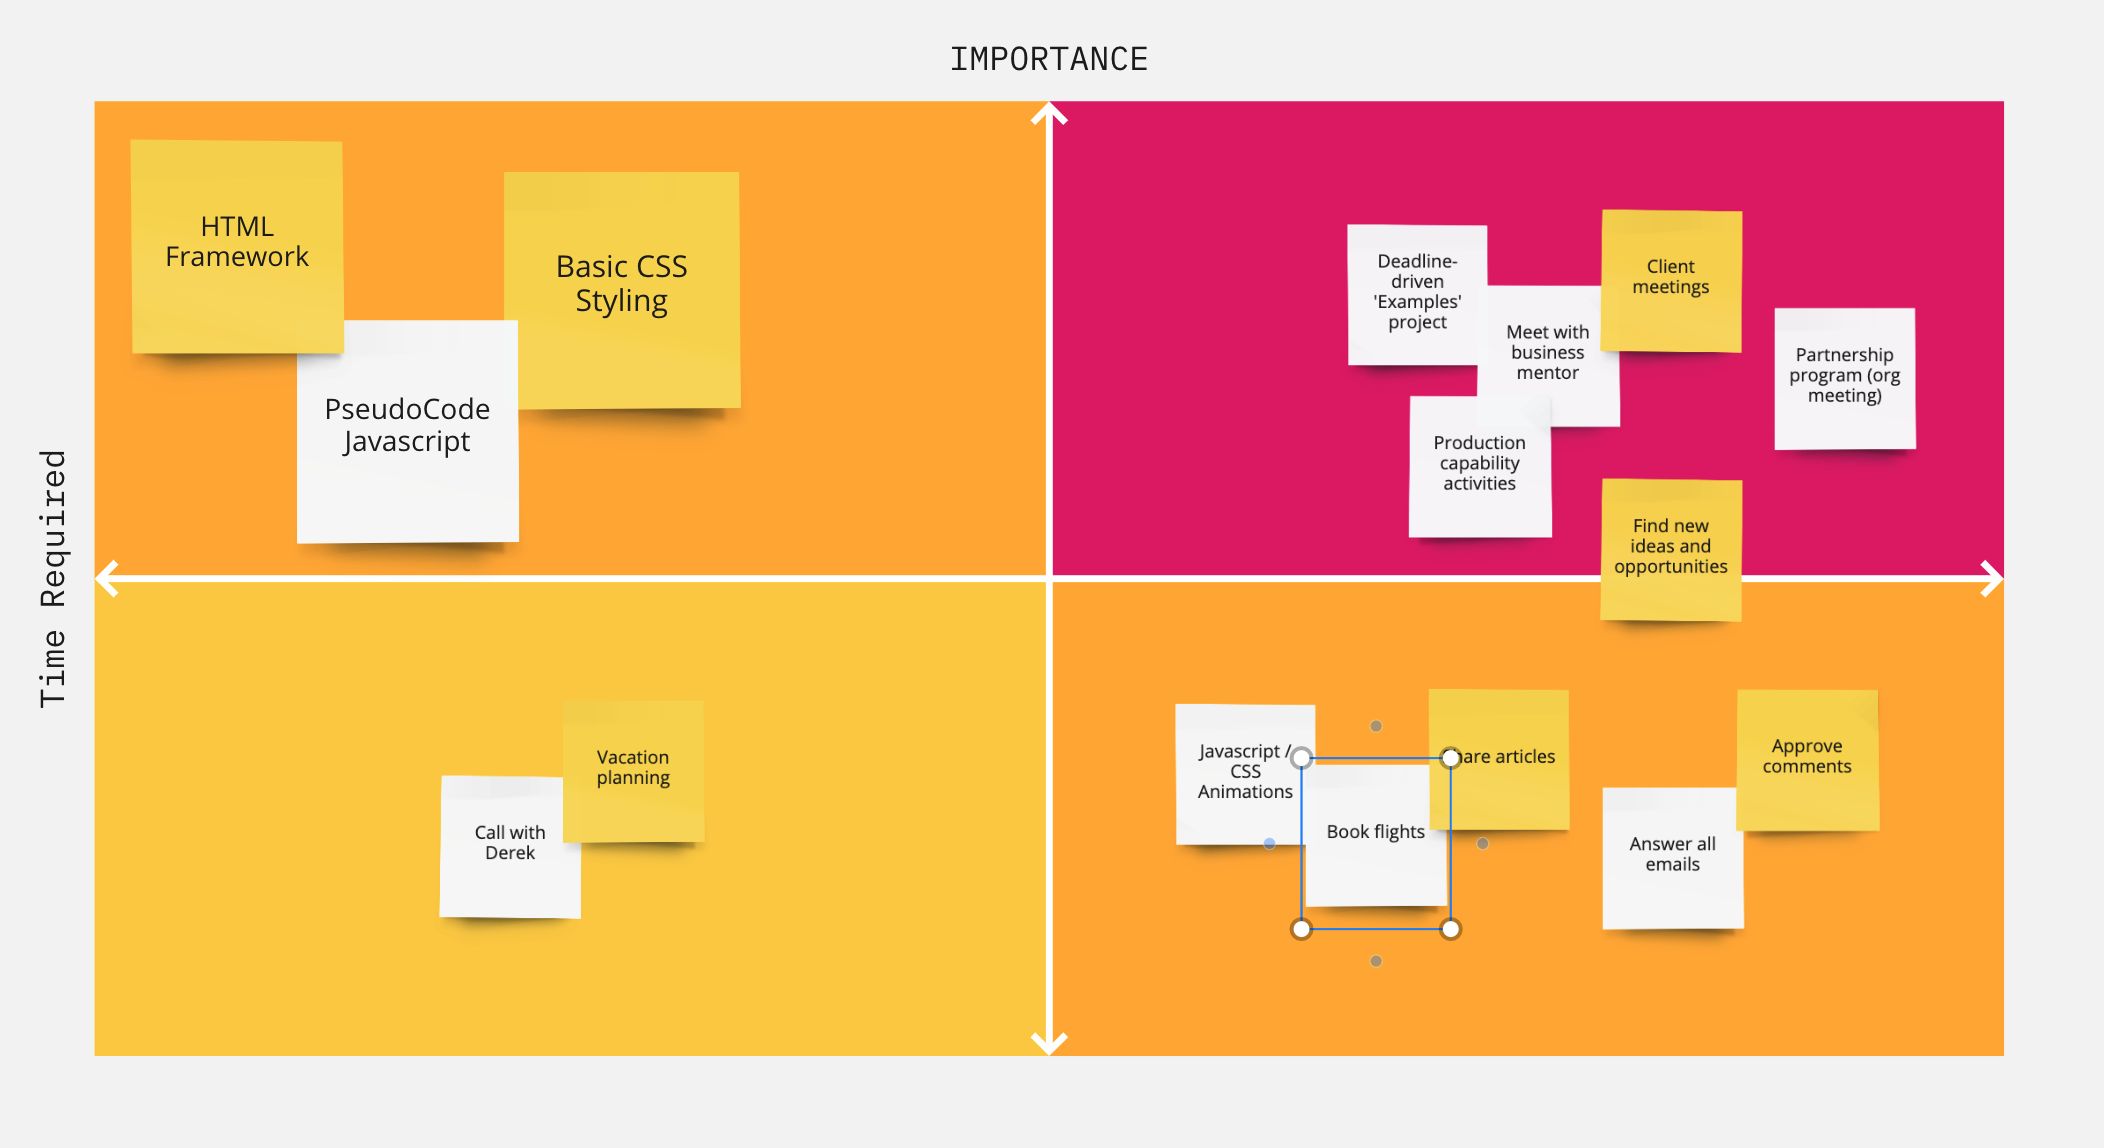 IMPORTANCE
Time Required
HTML
Framework
Basic CSS
Styling
PseudoCode
Javascript
Deadline-
driven
'Examples'
project
Meet with
business
mentor
Client
meetings
Partnership
program (org
meeting)
Production
capability
activities
Find new
ideas and
opportunities
Vacation
planning
Call with
Derek
Javascript /
CSS
Animations
Book flights
Share articles
Approve
comments
Answer all
emails